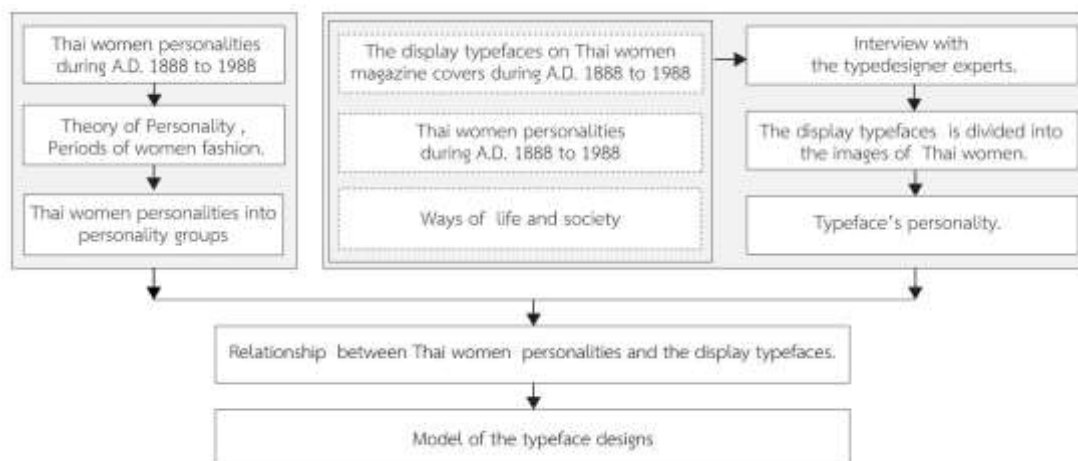 Thai women personalities
during A.D. 1888 to 1988
Theory of Personality ,
Periods of women fashion.
Thai women personalities into
personality groups
The display typefaces on Thai women
magazine covers during A.D. 1888 to 1988
Thai women personalities
during A.D. 1888 to 1988
Ways of life and society
Interview with
the typedesigner experts.
The display typefaces is divided into
the images of Thai women.
Typeface's personality.
Relationship between Thai women personalities and the display typefaces.
Model of the typeface designs